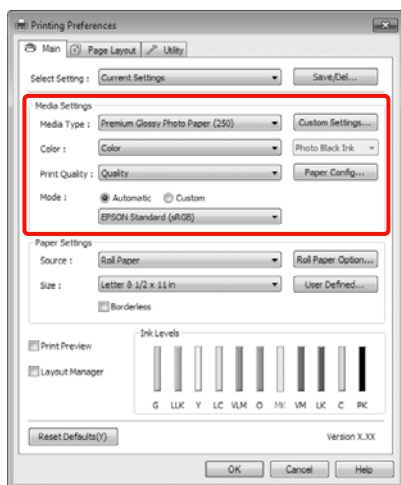 Printing Preferences
Main Page Layout Utility
Select Setting : Current Settings Save/Del...
Media Settings
Media Type : Premium Glossy Photo Paper (250) Custom Settings...
Color : Color Photo Black Ink
Print Quality : Quality Paper Config...
Mode : Automatic Custom
EPSON Standard (sRGB)
Paper Settings
Source : Roll Paper Roll Paper Option...
Size : Letter 8 1/2 x 11 in User Defined...
Borderless
Ink Levels
Print Preview
Layout Manager
G LLK Y LC VLM O MK VM LK C PK
Reset Defaults(Y) Version X.XX
OK Cancel Help